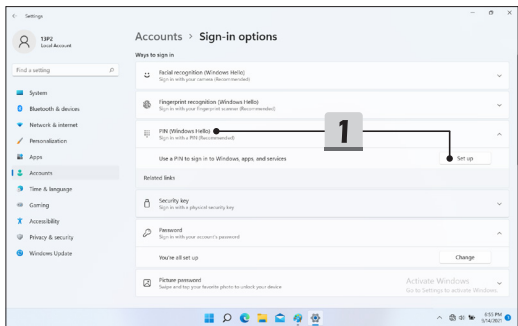 Settings
13P2
Local Account
Find a setting
System
Bluetooth & devices
Network & internet
Personalization
Apps
Accounts
Time & language
Gaming
Accessibility
Privacy & security
Windows Update
Accounts > Sign-in options
Ways to sign in
Facial recognition (Windows Hello)
Sign in with your camera (Recommended)
Fingerprint recognition (Windows Hello)
Sign in with your fingerprint scanner (Recommended)
PIN (Windows Hello)
Sign in with a PIN (Recommended)
1
Use a PIN to sign in to Windows, apps, and services
Set up
Related links
Security key
Sign in with a physical security key
Password
Sign in with your account's password
You're all set up
Change
Picture password
Swipe and tap your favorite photo to unlock your device
Activate Windows
Go to Settings to activate Windows.
6:55 PM
5/14/2021